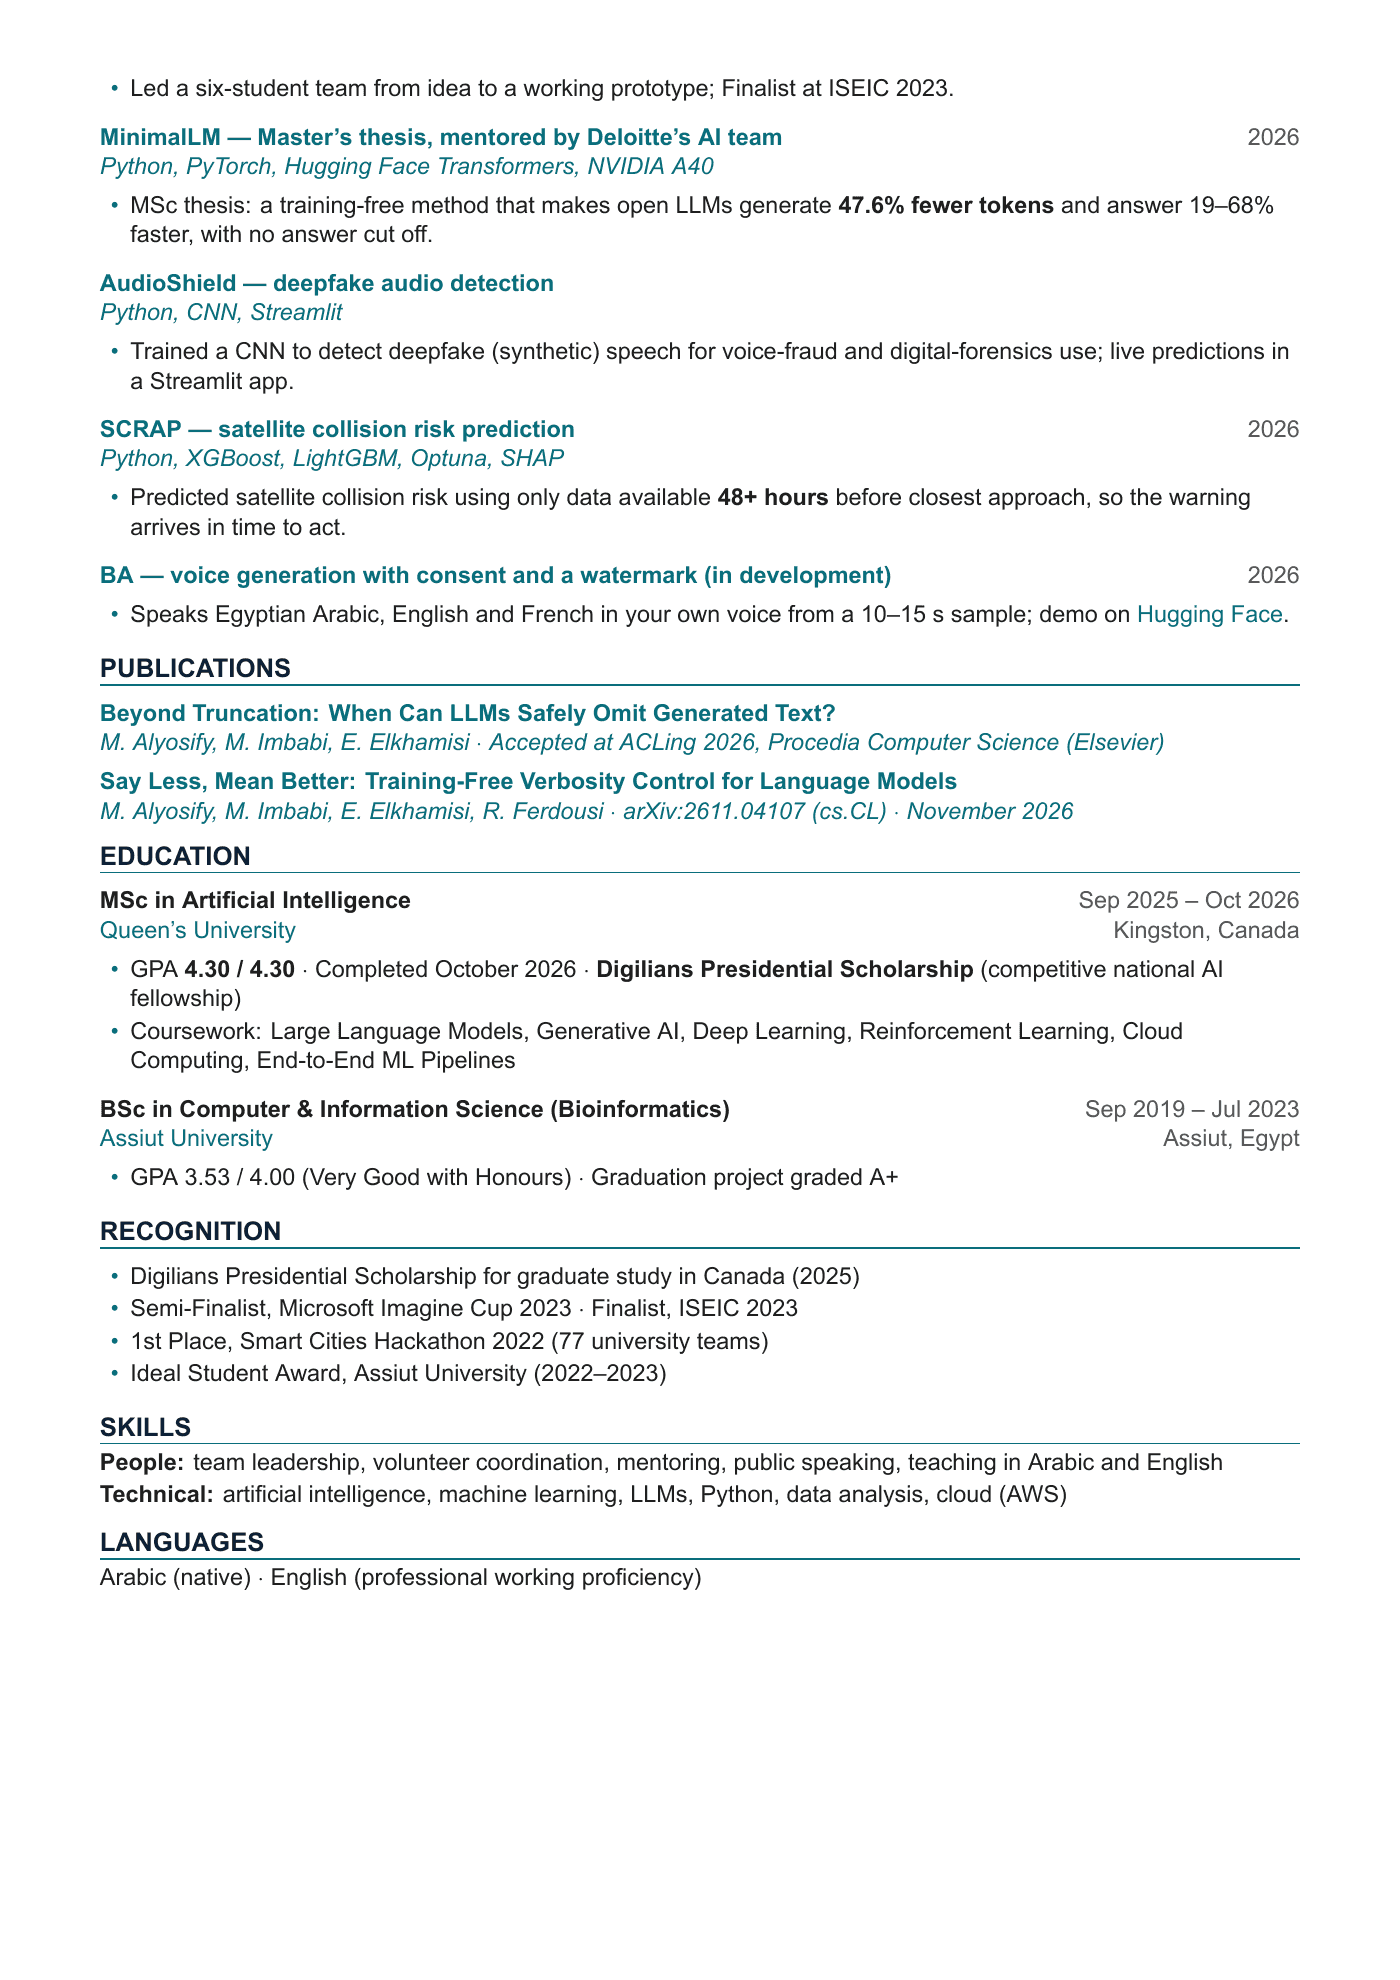 • Led a six-student team from idea to a working prototype; Finalist at ISEIC 2023.
MinimalLM — Master’s thesis, mentored by Deloitte’s AI team 2026
Python, PyTorch, Hugging Face Transformers, NVIDIA A40
• MSc thesis: a training-free method that makes open LLMs generate 47.6% fewer tokens and answer 19–68%
faster, with no answer cut off.
AudioShield — deepfake audio detection
Python, CNN, Streamlit
• Trained a CNN to detect deepfake (synthetic) speech for voice-fraud and digital-forensics use; live predictions in
a Streamlit app.
SCRAP — satellite collision risk prediction 2026
Python, XGBoost, LightGBM, Optuna, SHAP
• Predicted satellite collision risk using only data available 48+ hours before closest approach, so the warning
arrives in time to act.
BA — voice generation with consent and a watermark (in development) 2026
• Speaks Egyptian Arabic, English and French in your own voice from a 10–15 s sample; demo on Hugging Face.
PUBLICATIONS
Beyond Truncation: When Can LLMs Safely Omit Generated Text?
M. Alyosify, M. Imbabi, E. Elkhamisi · Accepted at ACLing 2026, Procedia Computer Science (Elsevier)
Say Less, Mean Better: Training-Free Verbosity Control for Language Models
M. Alyosify, M. Imbabi, E. Elkhamisi, R. Ferdousi · arXiv:2611.04107 (cs.CL) · November 2026
EDUCATION
MSc in Artificial Intelligence Sep 2025 – Oct 2026
Queen’s University Kingston, Canada
• GPA 4.30 / 4.30 · Completed October 2026 · Digilians Presidential Scholarship (competitive national AI
fellowship)
• Coursework: Large Language Models, Generative AI, Deep Learning, Reinforcement Learning, Cloud
Computing, End-to-End ML Pipelines
BSc in Computer & Information Science (Bioinformatics) Sep 2019 – Jul 2023
Assiut University Assiut, Egypt
• GPA 3.53 / 4.00 (Very Good with Honours) · Graduation project graded A+
RECOGNITION
• Digilians Presidential Scholarship for graduate study in Canada (2025)
• Semi-Finalist, Microsoft Imagine Cup 2023 · Finalist, ISEIC 2023
• 1st Place, Smart Cities Hackathon 2022 (77 university teams)
• Ideal Student Award, Assiut University (2022–2023)
SKILLS
People: team leadership, volunteer coordination, mentoring, public speaking, teaching in Arabic and English
Technical: artificial intelligence, machine learning, LLMs, Python, data analysis, cloud (AWS)
LANGUAGES
Arabic (native) · English (professional working proficiency)